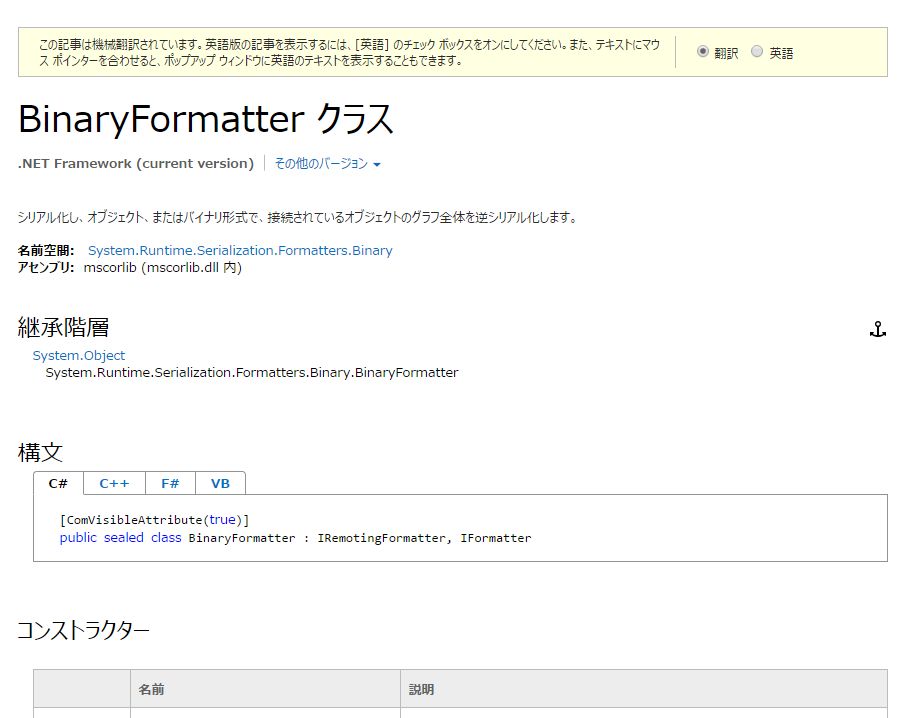 この記事は機械翻訳されています。英語版の記事を表示するには、[英語] のチェック ボックスをオンにしてください。また、テキストにマウ
ス ポインターを合わせると、ポップアップ ウィンドウに英語のテキストを表示することもできます。
翻訳 英語
BinaryFormatter クラス
.NET Framework (current version) その他のバージョン
シリアル化し、オブジェクト、またはバイナリ形式で、接続されているオブジェクトのグラフ全体を逆シリアル化します。
名前空間: System.Runtime.Serialization.Formatters.Binary
アセンブリ: mscorlib (mscorlib.dll 内)
継承階層
System.Object
System.Runtime.Serialization.Formatters.Binary.BinaryFormatter
構文
C# C++ F# VB
[ComVisibleAttribute(true)]
public sealed class BinaryFormatter : IRemotingFormatter, IFormatter
コンストラクター
名前 説明